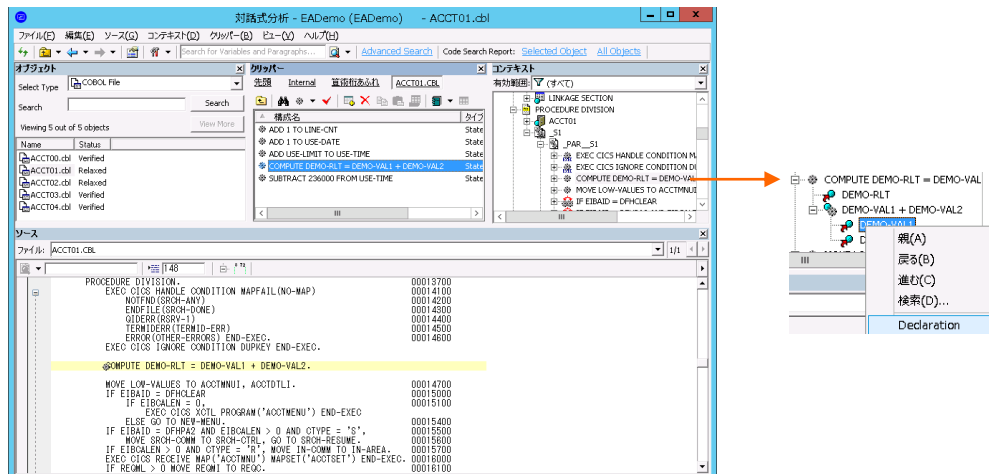 対話式分析 - EADemo (EADemo) - ACCT01.cbl
ファイル(F) 編集(E) ソース(G) コンテキスト(D) クリッパー(B) ビュー(Y) ヘルプ(H)
Search for Variables and Paragraphs... Advanced Search Code Search Report: Selected Object All Objects
オブジェクト
Select Type COBOL File
Search Search
Viewing 5 out of 5 objects View More
Name Status
ACCT00.cbl Verified
ACCT01.cbl Relaxed
ACCT02.cbl Relaxed
ACCT03.cbl Relaxed
ACCT04.cbl Verified
クリッパー
先頭 Internal 算術桁あふれ ACCT01.CBL
構成名 タイプ
ADD 1 TO LINE-CNT State
ADD 1 TO USE-DATE State
ADD USE-LIMIT TO USE-TIME State
COMPUTE DEMO-RLT = DEMO-VAL1 + DEMO-VAL2 State
SUBTRACT 236000 FROM USE-TIME State
コンテキスト
有効範囲: (すべて)
LINKAGE SECTION
PROCEDURE DIVISION
ACCT01
_S1
_PAR__S1
EXEC CICS HANDLE CONDITION M
EXEC CICS IGNORE CONDITION D
COMPUTE DEMO-RLT = DEMO-VAL
MOVE LOW-VALUES TO ACCTMNUI
IF EIBAID = DFHCLEAR
COMPUTE DEMO-RLT = DEMO-VAL
DEMO-RLT
DEMO-VAL1 + DEMO-VAL2
DEMO-VAL1
D
親(A)
戻る(B)
進む(C)
検索(D)...
Declaration
ソース
ファイル: ACCT01.CBL 1/1
148
PROCEDURE DIVISION. 00013700
EXEC CICS HANDLE CONDITION MAPFAIL(NO-MAP) 00014100
NOTFND(SRCH-ANY) 00014200
ENDFILE(SRCH-DONE) 00014300
QIDERR(RSRV-1) 00014400
TERMIDERR(TERMID-ERR) 00014500
ERROR(OTHER-ERRORS) END-EXEC. 00014600
EXEC CICS IGNORE CONDITION DUPKEY END-EXEC.
COMPUTE DEMO-RLT = DEMO-VAL1 + DEMO-VAL2.
MOVE LOW-VALUES TO ACCTMNUI, ACCTDTLI. 00014700
IF EIBAID = DFHCLEAR 00015000
IF EIBCALEN = 0, 00015100
EXEC CICS XCTL PROGRAM('ACCTMENU') END-EXEC
ELSE GO TO NEW-MENU. 00015400
IF EIBAID = DFHPA2 AND EIBCALEN > 0 AND CTYPE = 'S', 00015500
MOVE SRCH-COMM TO SRCH-CTRL, GO TO SRCH-RESUME. 00015600
IF EIBCALEN > 0 AND CTYPE = 'R', MOVE IN-COMM TO IN-AREA. 00015700
EXEC CICS RECEIVE MAP('ACCTMNU') MAPSET('ACCTSET') END-EXEC. 00016000
IF REQML > 0 MOVE REQMI TO REQC. 00016100